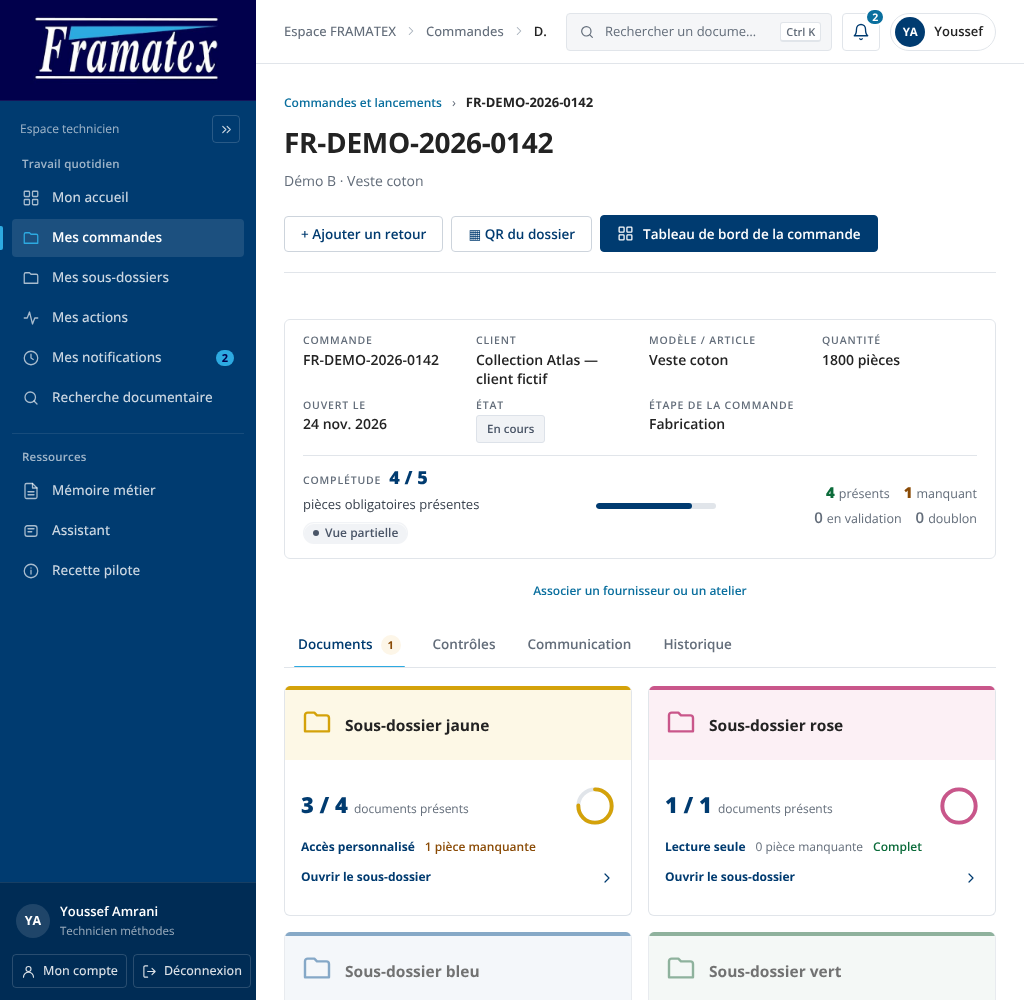 Framatex
Espace technicien
Travail quotidien
Mon accueil
Mes commandes
Mes sous-dossiers
Mes actions
Mes notifications 2
Recherche documentaire
Ressources
Mémoire métier
Assistant
Recette pilote
YA
Youssef Amrani
Technicien méthodes
Mon compte
Déconnexion
Espace FRAMATEX > Commandes > D.
Rechercher un docume... Ctrl K
2
YA Youssef
Commandes et lancements › FR-DEMO-2026-0142
FR-DEMO-2026-0142
Démo B · Veste coton
+ Ajouter un retour
▦ QR du dossier
Tableau de bord de la commande
COMMANDE
FR-DEMO-2026-0142
CLIENT
Collection Atlas —
client fictif
MODÈLE / ARTICLE
Veste coton
QUANTITÉ
1800 pièces
OUVERT LE
24 nov. 2026
ÉTAT
En cours
ÉTAPE DE LA COMMANDE
Fabrication
COMPLÉTUDE 4 / 5
pièces obligatoires présentes
Vue partielle
4 présents 1 manquant
0 en validation 0 doublon
Associer un fournisseur ou un atelier
Documents 1
Contrôles
Communication
Historique
Sous-dossier jaune
3 / 4 documents présents
Accès personnalisé 1 pièce manquante
Ouvrir le sous-dossier
Sous-dossier rose
1 / 1 documents présents
Lecture seule 0 pièce manquante Complet
Ouvrir le sous-dossier
Sous-dossier bleu
Sous-dossier vert